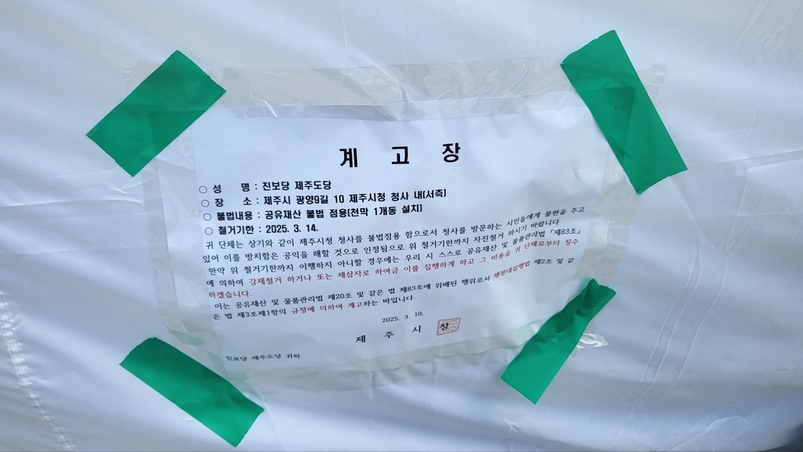 계 고 장
○ 성 명 : 진보당 제주도당
○ 장 소 : 제주시 광양9길 10 제주시청 청사 내(서측)
○ 불법내용 : 공유재산 불법 점용(천막 1개동 설치)
○ 철거기한 : 2025. 3. 14.
귀 단체는 상기와 같이 제주시청 청사를 불법점용 함으로서 청사를 방문하는 시민들에게 불편을 주고
있어 이를 방치함은 공익을 해할 것으로 인정됨으로 위 철거기한까지 자진철거 하시기 바랍니다
만약 위 철거기한까지 이행하지 아니할 경우에는 우리 시 스스로 공유재산 및 물품관리법「제83조」
에 의하여 강제철거 하거나 또는 제삼자로 하여금 이를 집행하게 하고 그 비용을 귀 단체로부터 징수
하겠습니다.
이는 공유재산 및 물품관리법 제20조 및 같은 법 제83조에 위배된 행위로서 행정대집행법 제2조 및 같
은 법 제3조제1항의 규정에 의하여 계고하는 바입니다.
2025. 3. 10.
제 주 시 장
진보당 제주도당 귀하